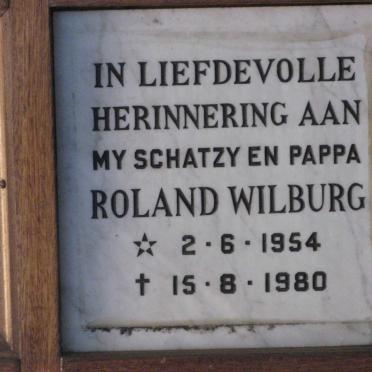 IN LIEFDEVOLLE
HERINNERING AAN
MY SCHATZY EN PAPPA
ROLAND WILBURG
☆ 2·6·1954
† 15·8·1980